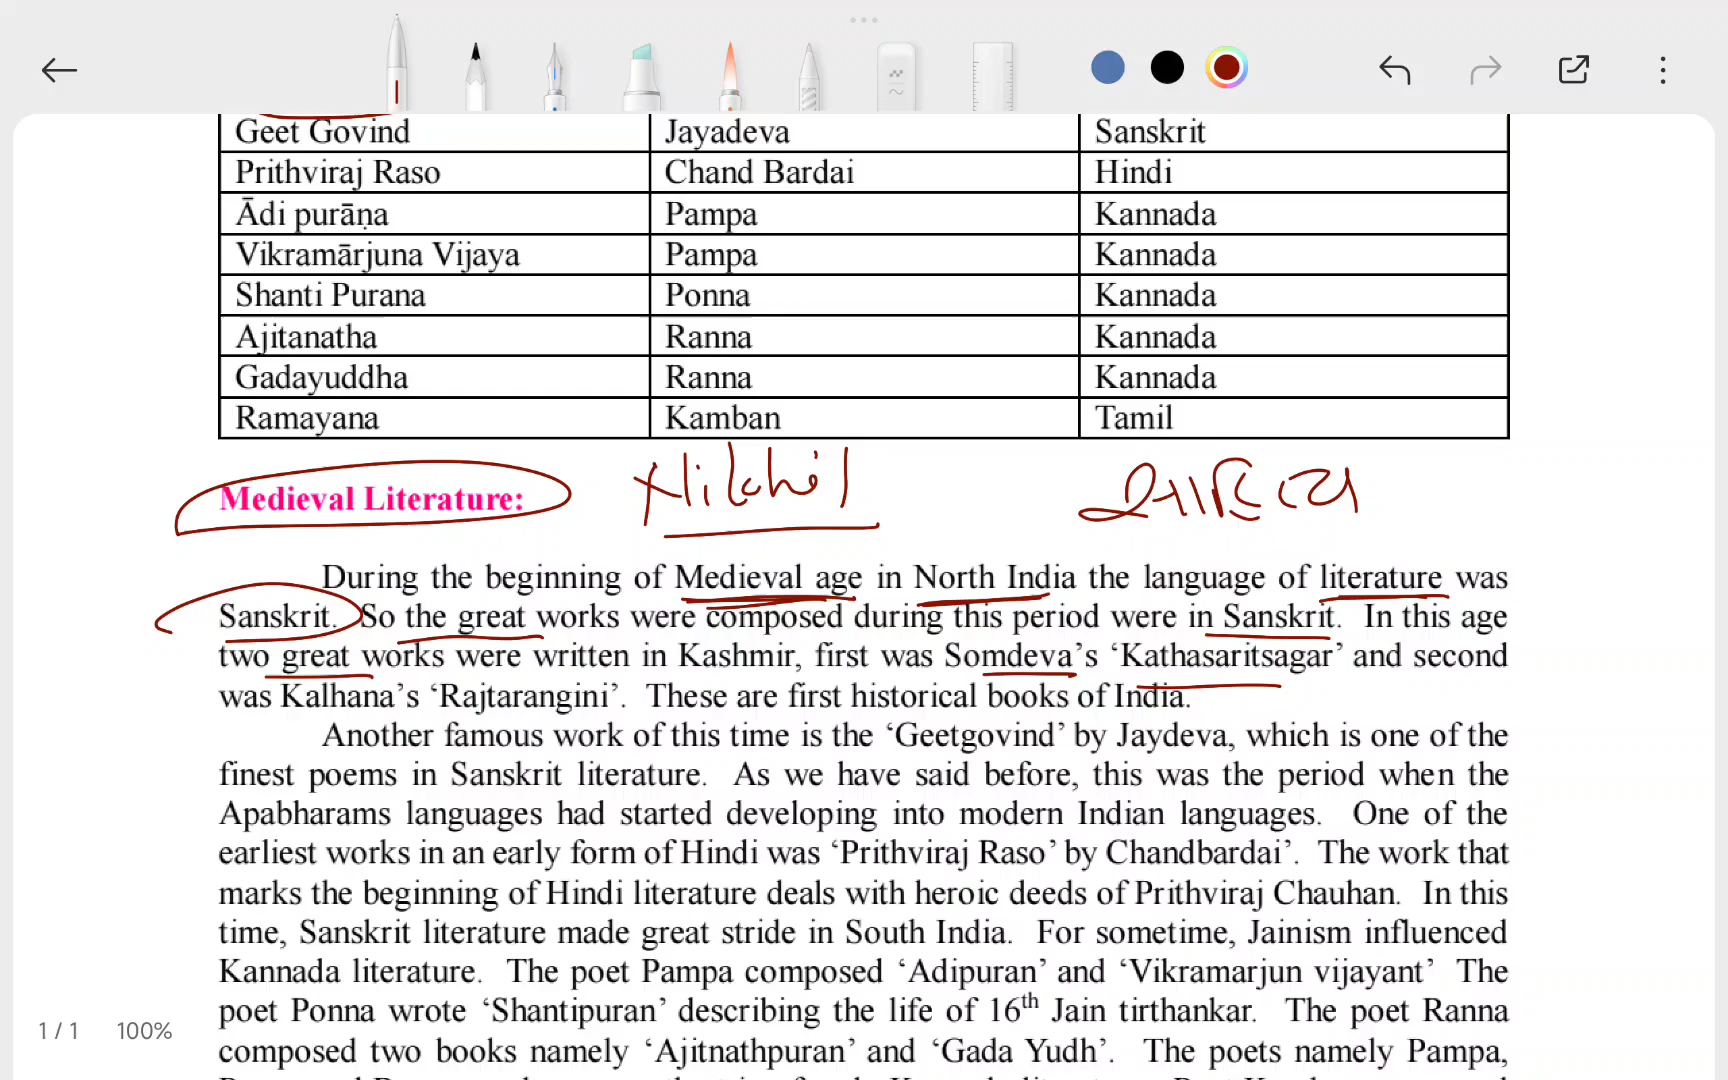 Geet Govind Jayadeva Sanskrit
Prithviraj Raso Chand Bardai Hindi
Ādi purāṇa Pampa Kannada
Vikramārjuna Vijaya Pampa Kannada
Shanti Purana Ponna Kannada
Ajitanatha Ranna Kannada
Gadayuddha Ranna Kannada
Ramayana Kamban Tamil
Medieval Literature: Nikhil
During the beginning of Medieval age in North India the language of literature was
Sanskrit. So the great works were composed during this period were in Sanskrit. In this age
two great works were written in Kashmir, first was Somdeva’s ‘Kathasaritsagar’ and second
was Kalhana’s ‘Rajtarangini’. These are first historical books of India.
Another famous work of this time is the ‘Geetgovind’ by Jaydeva, which is one of the
finest poems in Sanskrit literature. As we have said before, this was the period when the
Apabharams languages had started developing into modern Indian languages. One of the
earliest works in an early form of Hindi was ‘Prithviraj Raso’ by Chandbardai’. The work that
marks the beginning of Hindi literature deals with heroic deeds of Prithviraj Chauhan. In this
time, Sanskrit literature made great stride in South India. For sometime, Jainism influenced
Kannada literature. The poet Pampa composed ‘Adipuran’ and ‘Vikramarjun vijayant’ The
poet Ponna wrote ‘Shantipuran’ describing the life of 16th Jain tirthankar. The poet Ranna
1 / 1 100%
composed two books namely ‘Ajitnathpuran’ and ‘Gada Yudh’. The poets namely Pampa,